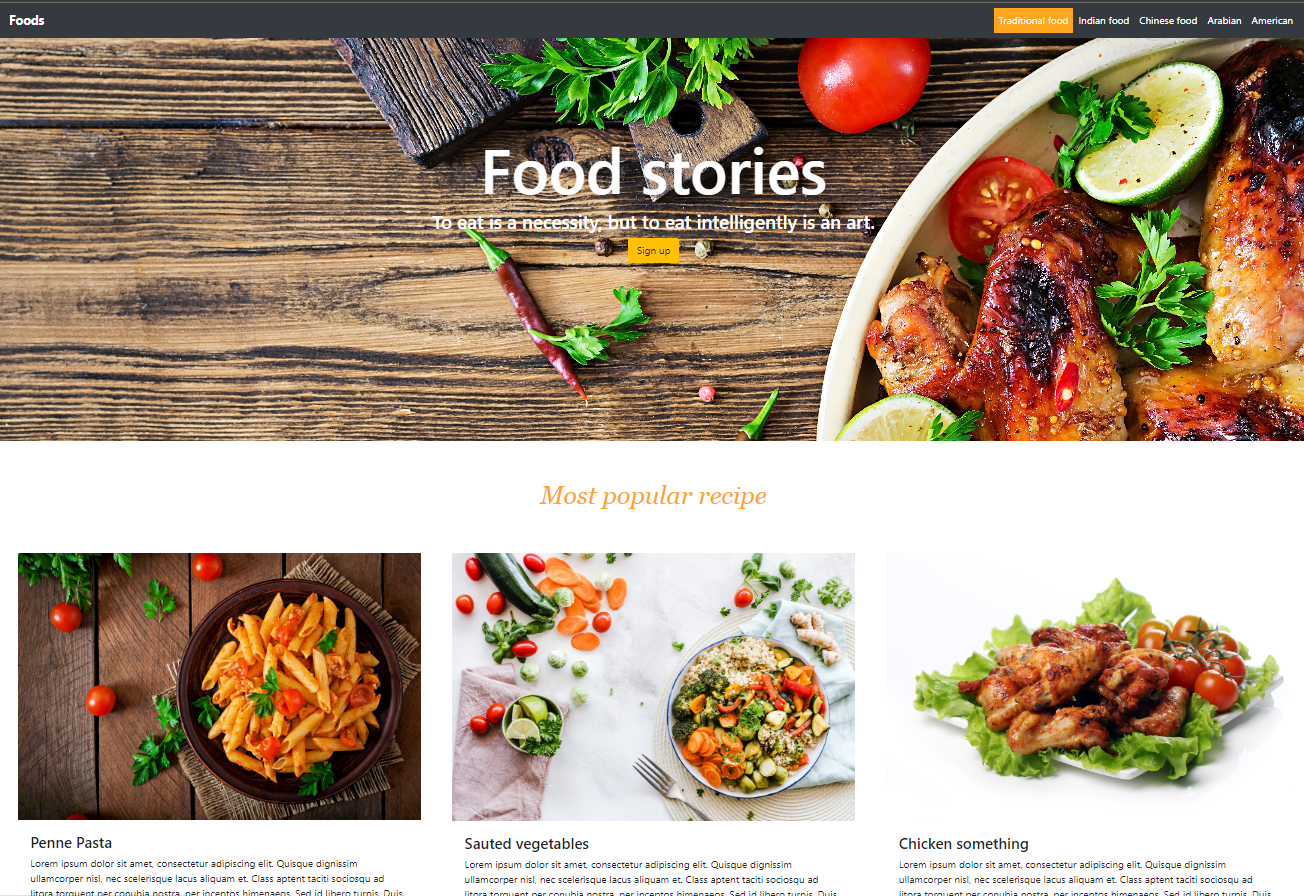 Foods
Traditional food Indian food Chinese food Arabian American
Food stories
To eat is a necessity, but to eat intelligently is an art.
Sign up
Most popular recipe
Penne Pasta
Lorem ipsum dolor sit amet, consectetur adipiscing elit. Quisque dignissim
ullamcorper nisl, nec scelerisque lacus aliquam et. Class aptent taciti sociosqu ad
litora torquent per conubia nostra, per inceptos himenaeos. Sed id libero turpis. Duis
Sauted vegetables
Lorem ipsum dolor sit amet, consectetur adipiscing elit. Quisque dignissim
ullamcorper nisl, nec scelerisque lacus aliquam et. Class aptent taciti sociosqu ad
litora torquent per conubia nostra, per inceptos himenaeos. Sed id libero turpis. Duis
Chicken something
Lorem ipsum dolor sit amet, consectetur adipiscing elit. Quisque dignissim
ullamcorper nisl, nec scelerisque lacus aliquam et. Class aptent taciti sociosqu ad
litora torquent per conubia nostra, per inceptos himenaeos. Sed id libero turpis. Duis